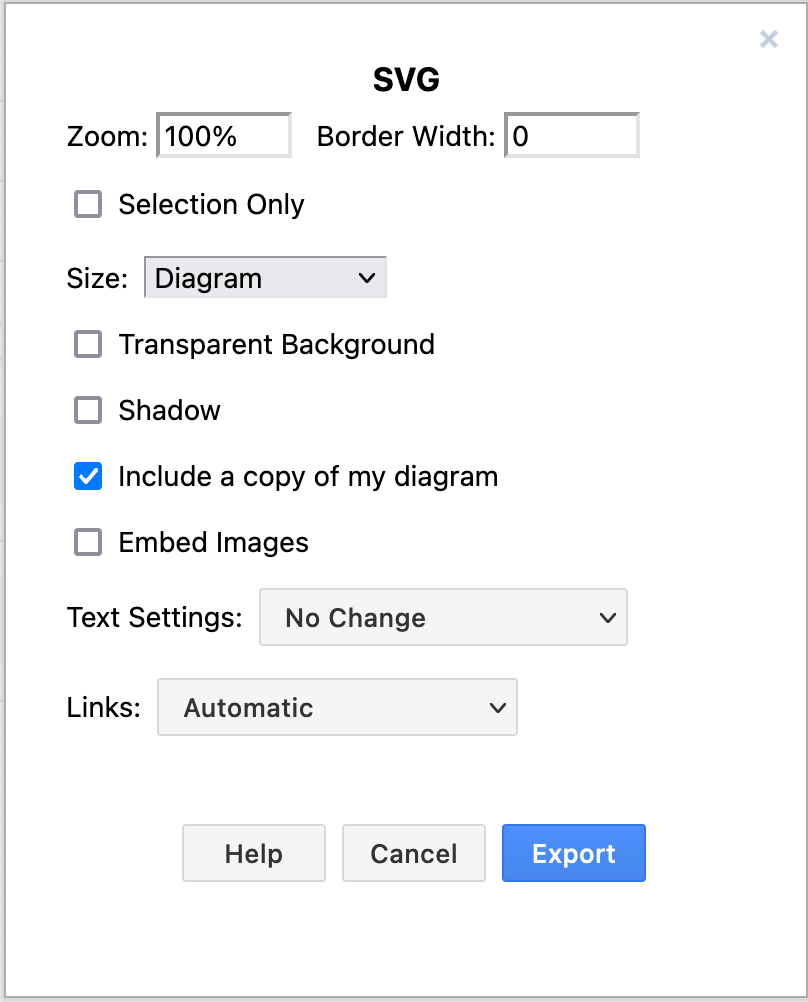 SVG
Zoom: 100% Border Width: 0
Selection Only
Size: Diagram
Transparent Background
Shadow
Include a copy of my diagram
Embed Images
Text Settings: No Change
Links: Automatic
Help Cancel Export